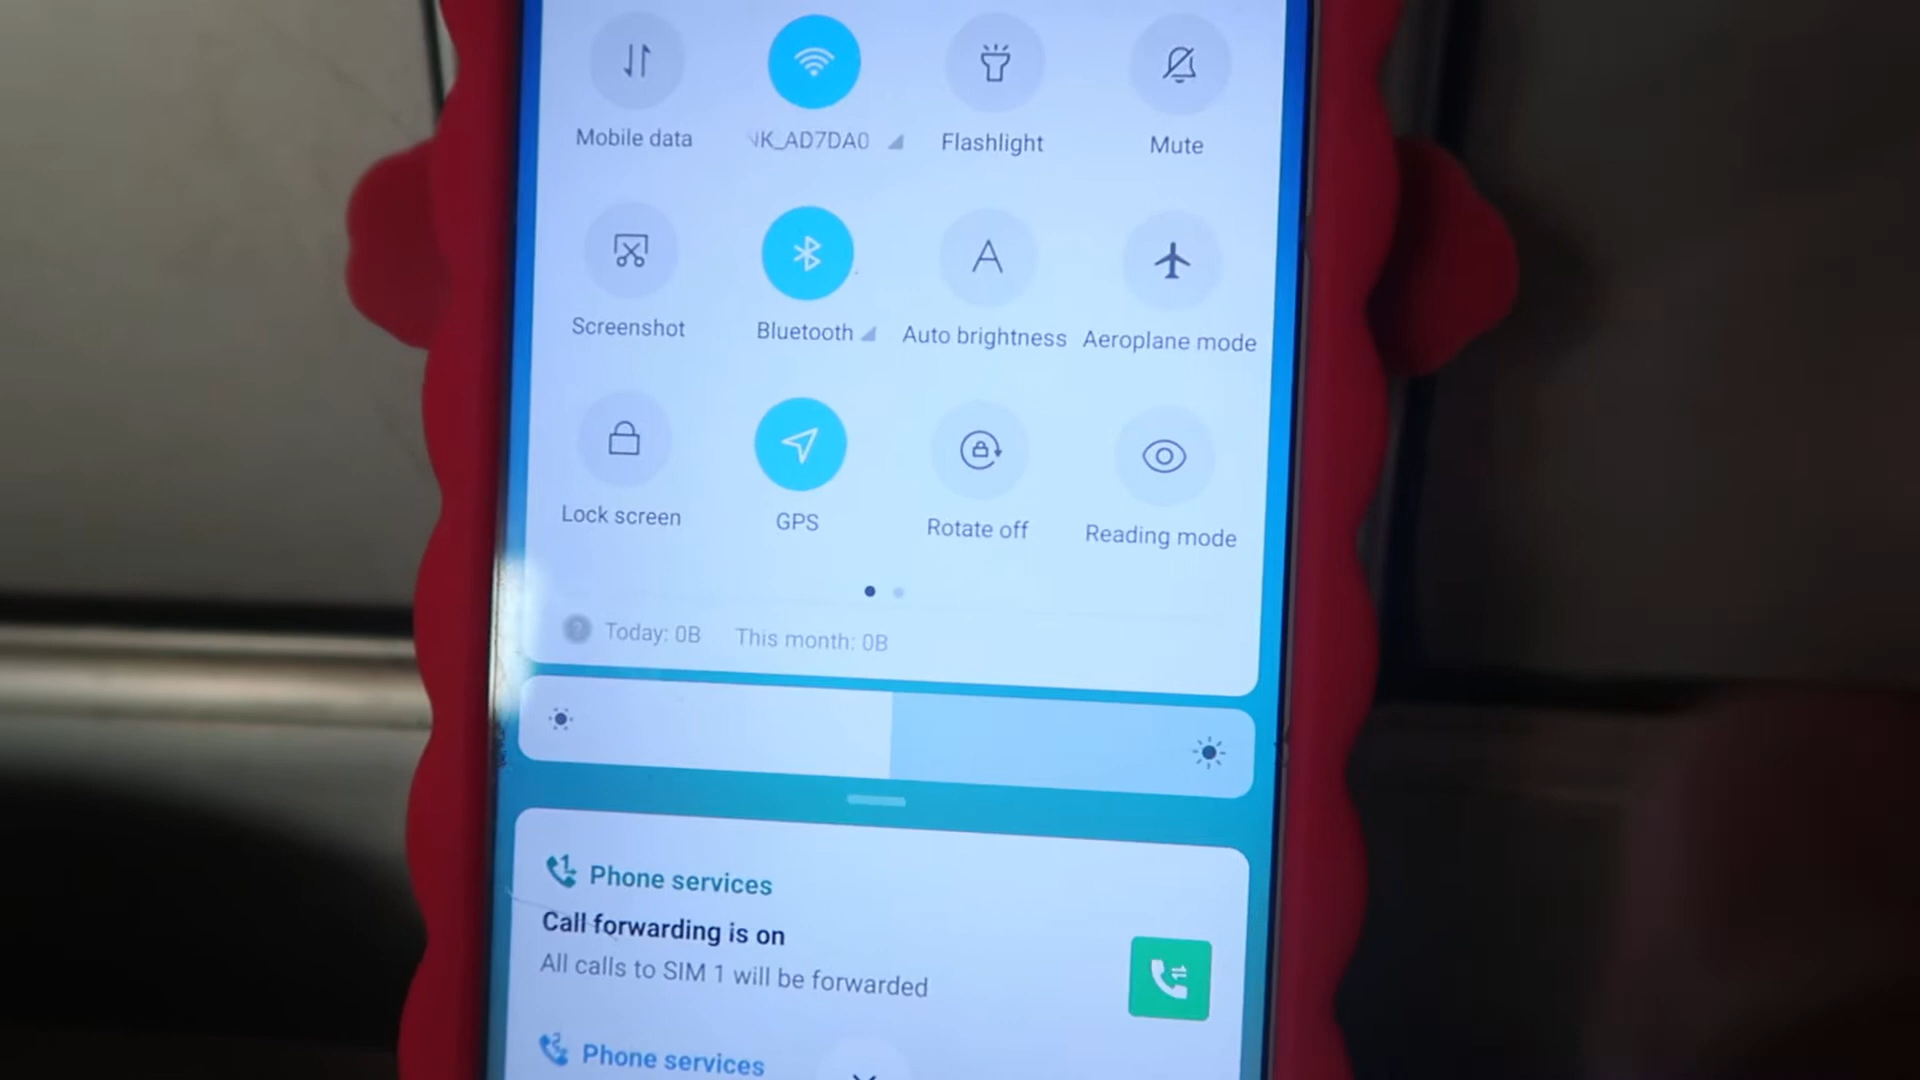 Mobile data
K_AD7DA0
Flashlight
Mute
Screenshot
Bluetooth
Auto brightness
Aeroplane mode
Lock screen
GPS
Rotate off
Reading mode
Today: 0B
This month: 0B
Phone services
Call forwarding is on
All calls to SIM 1 will be forwarded
Phone services